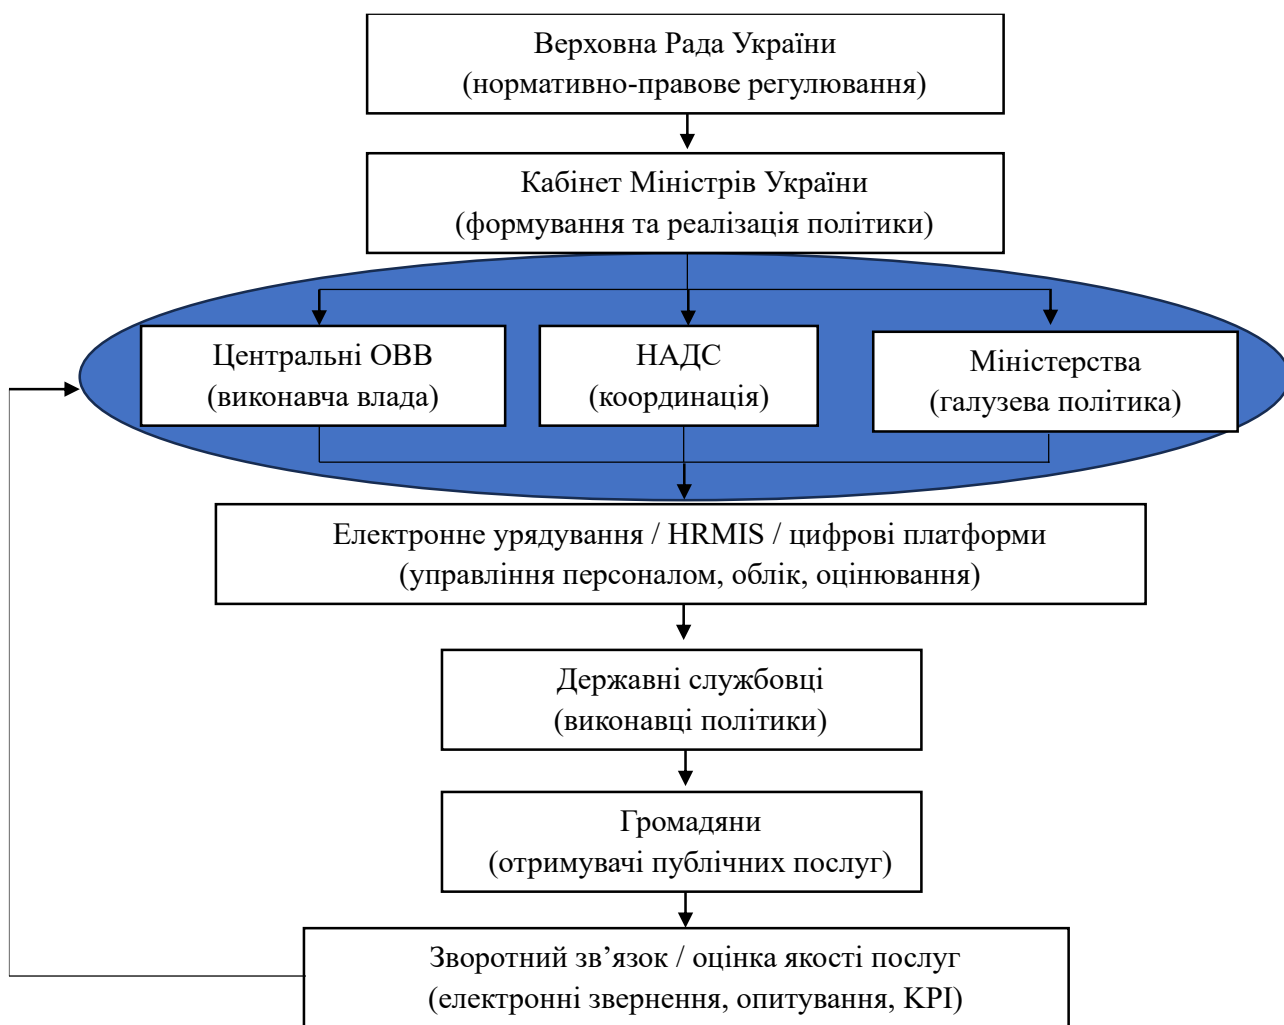 Верховна Рада України
(нормативно-правове регулювання)
Кабінет Міністрів України
(формування та реалізація політики)
Центральні ОВВ
(виконавча влада)
НАДС
(координація)
Міністерства
(галузева політика)
Електронне урядування / HRMIS / цифрові платформи
(управління персоналом, облік, оцінювання)
Державні службовці
(виконавці політики)
Громадяни
(отримувачі публічних послуг)
Зворотний зв’язок / оцінка якості послуг
(електронні звернення, опитування, KPI)